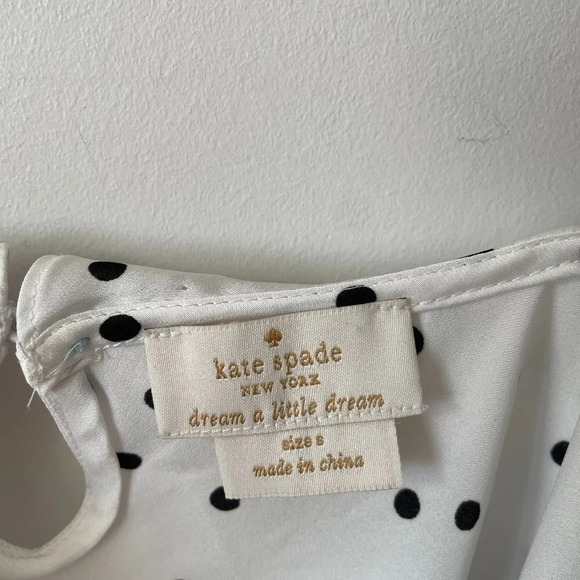 kate spade
NEW YORK
dream a little dream
size s
made in china